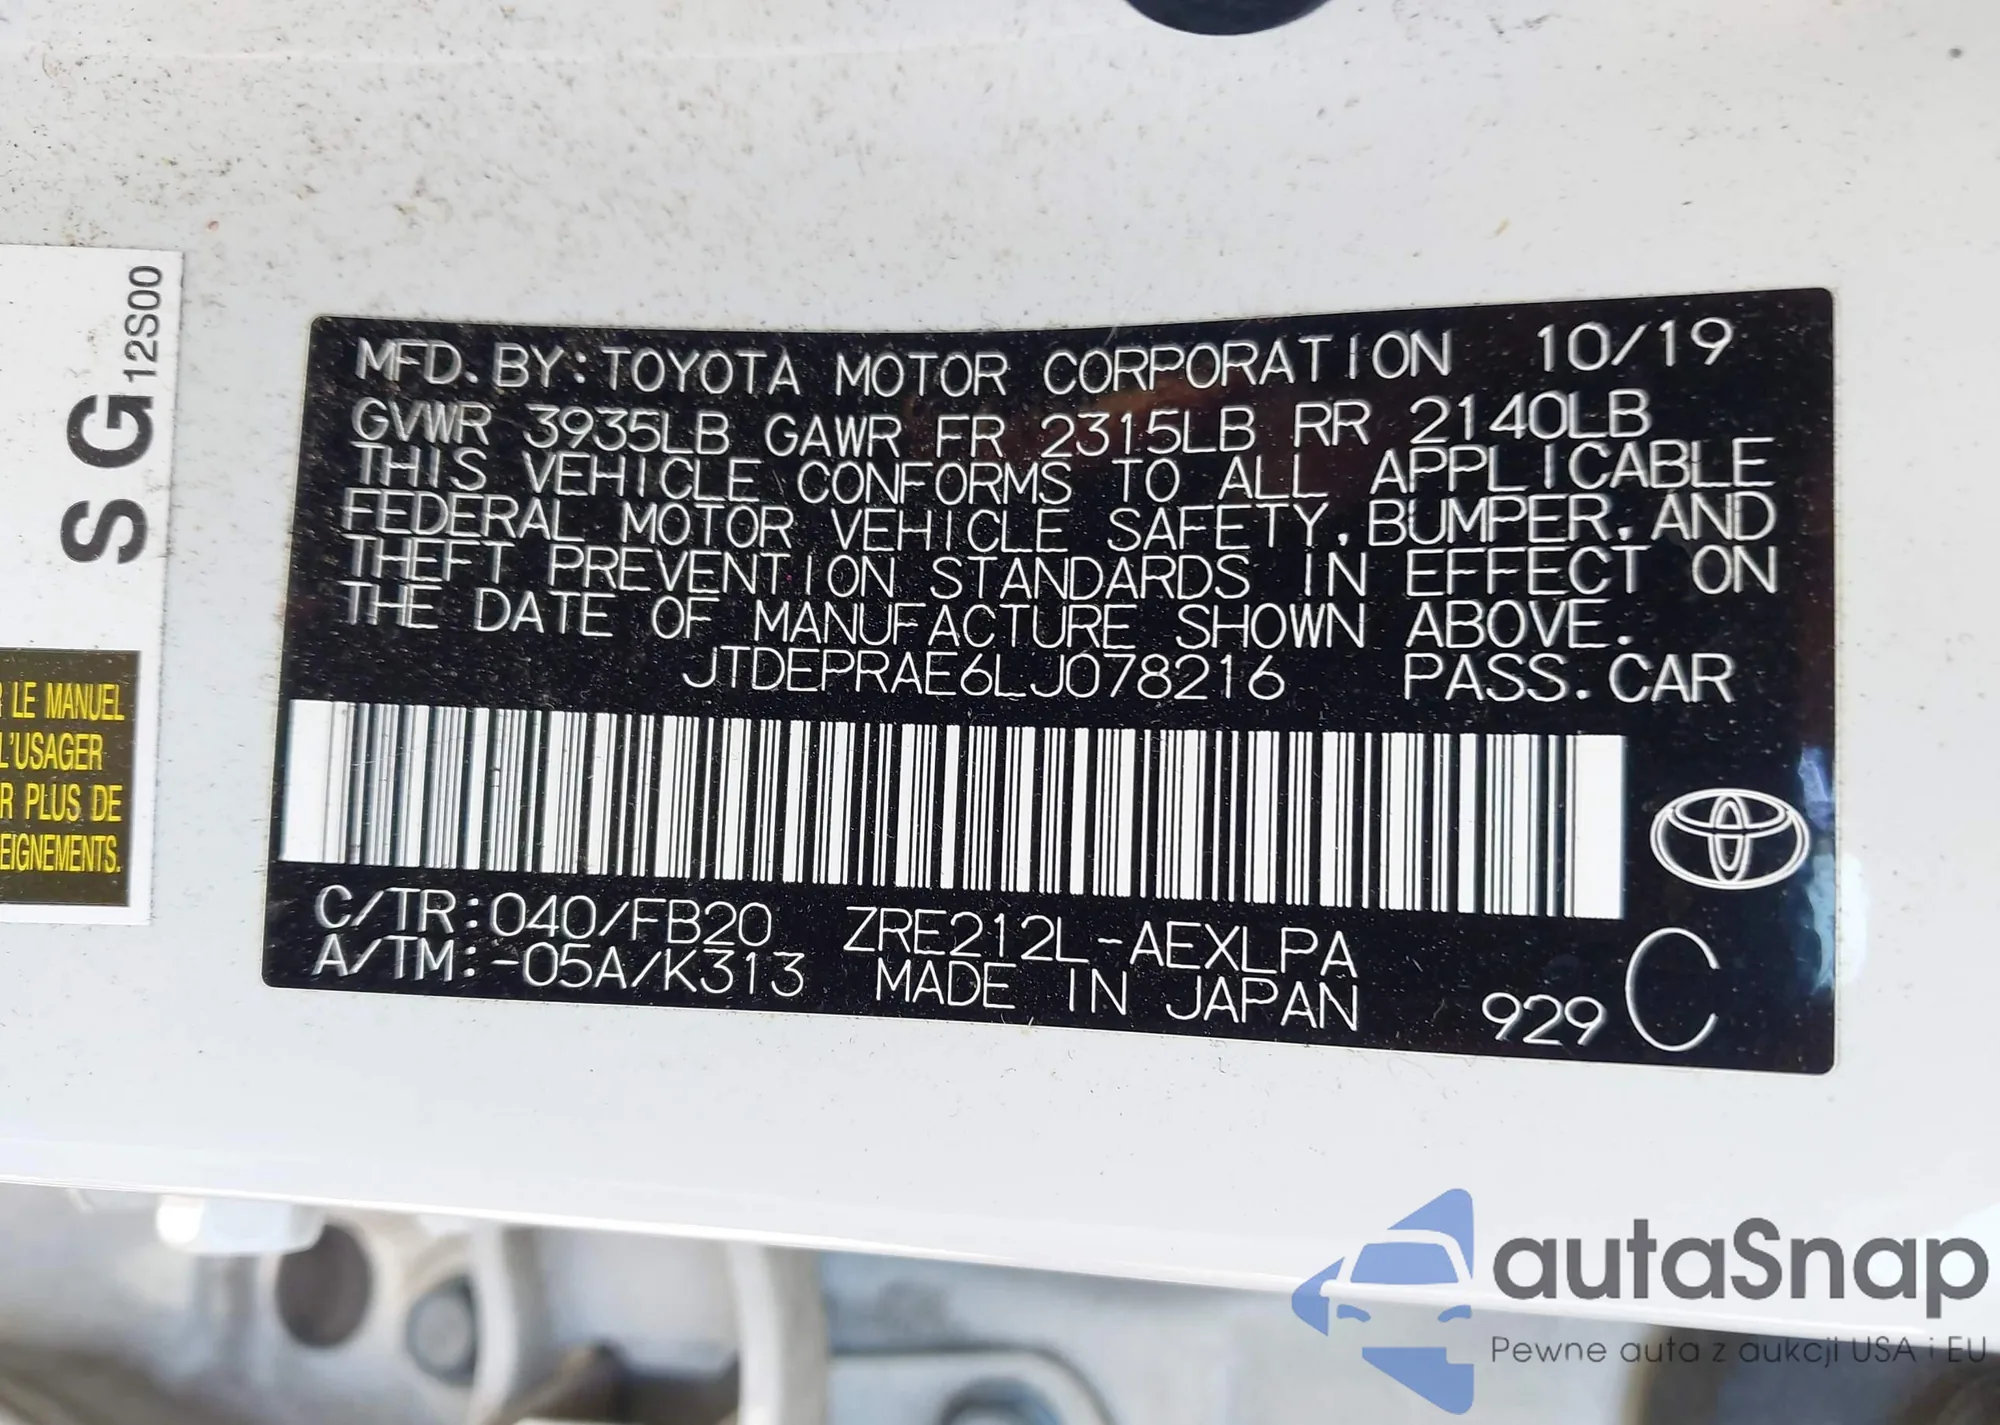 MFD. BY: TOYOTA MOTOR CORPORATION 10/19
GVWR 3935LB GAWR FR 2315LB RR 2140LB
THIS VEHICLE CONFORMS TO ALL APPLICABLE
FEDERAL MOTOR VEHICLE SAFETY, BUMPER, AND
THEFT PREVENTION STANDARDS IN EFFECT ON
THE DATE OF MANUFACTURE SHOWN ABOVE.
JTDEPRAE6LJ078216 PASS. CAR
C/TR: 040/FB20 ZRE212L-AEXLPA
A/TM: -05A/K313 MADE IN JAPAN 929 C
SG 12S00
R LE MANUEL
L'USAGER
R PLUS DE
EIGNEMENTS.
autaSnap
Pewne auta z aukcji USA i EU